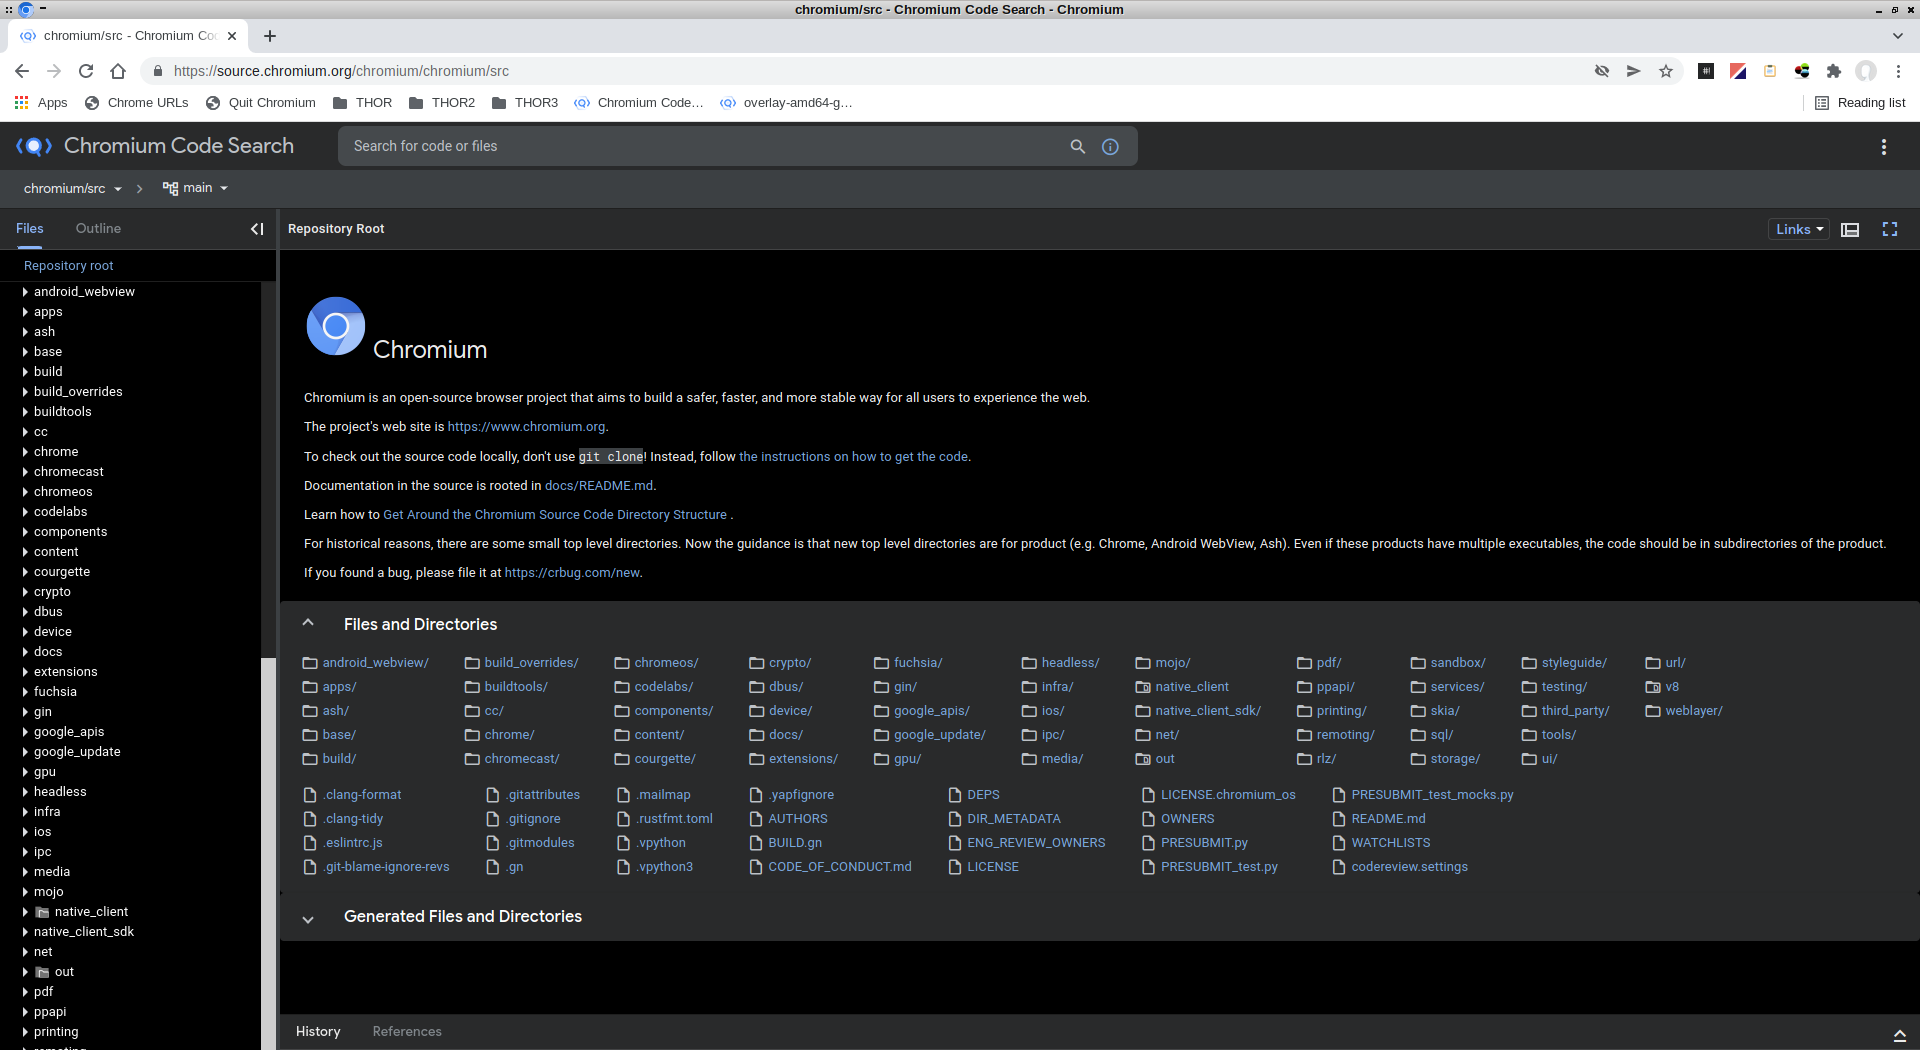 chromium/src - Chromium Code Search - Chromium
chromium/src - Chromium Co
https://source.chromium.org/chromium/chromium/src
Apps Chrome URLs Quit Chromium THOR THOR2 THOR3 Chromium Code… overlay-amd64-g… Reading list
Chromium Code Search
Search for code or files
chromium/src main
Files Outline
Repository Root
Links
Repository root
android_webview
apps
ash
base
build
build_overrides
buildtools
cc
chrome
chromecast
chromeos
codelabs
components
content
courgette
crypto
dbus
device
docs
extensions
fuchsia
gin
google_apis
google_update
gpu
headless
infra
ios
ipc
media
mojo
native_client
native_client_sdk
net
out
pdf
ppapi
printing
remoting
Chromium
Chromium is an open-source browser project that aims to build a safer, faster, and more stable way for all users to experience the web.
The project's web site is https://www.chromium.org.
To check out the source code locally, don't use git clone! Instead, follow the instructions on how to get the code.
Documentation in the source is rooted in docs/README.md.
Learn how to Get Around the Chromium Source Code Directory Structure .
For historical reasons, there are some small top level directories. Now the guidance is that new top level directories are for product (e.g. Chrome, Android WebView, Ash). Even if these products have multiple executables, the code should be in subdirectories of the product.
If you found a bug, please file it at https://crbug.com/new.
Files and Directories
android_webview/ build_overrides/ chromeos/ crypto/ fuchsia/ headless/ mojo/ pdf/ sandbox/ styleguide/ url/
apps/ buildtools/ codelabs/ dbus/ gin/ infra/ native_client ppapi/ services/ testing/ v8
ash/ cc/ components/ device/ google_apis/ ios/ native_client_sdk/ printing/ skia/ third_party/ weblayer/
base/ chrome/ content/ docs/ google_update/ ipc/ net/ remoting/ sql/ tools/
build/ chromecast/ courgette/ extensions/ gpu/ media/ out rlz/ storage/ ui/
.clang-format .gitattributes .mailmap .yapfignore DEPS LICENSE.chromium_os PRESUBMIT_test_mocks.py
.clang-tidy .gitignore .rustfmt.toml AUTHORS DIR_METADATA OWNERS README.md
.eslintrc.js .gitmodules .vpython BUILD.gn ENG_REVIEW_OWNERS PRESUBMIT.py WATCHLISTS
.git-blame-ignore-revs .gn .vpython3 CODE_OF_CONDUCT.md LICENSE PRESUBMIT_test.py codereview.settings
Generated Files and Directories
History References